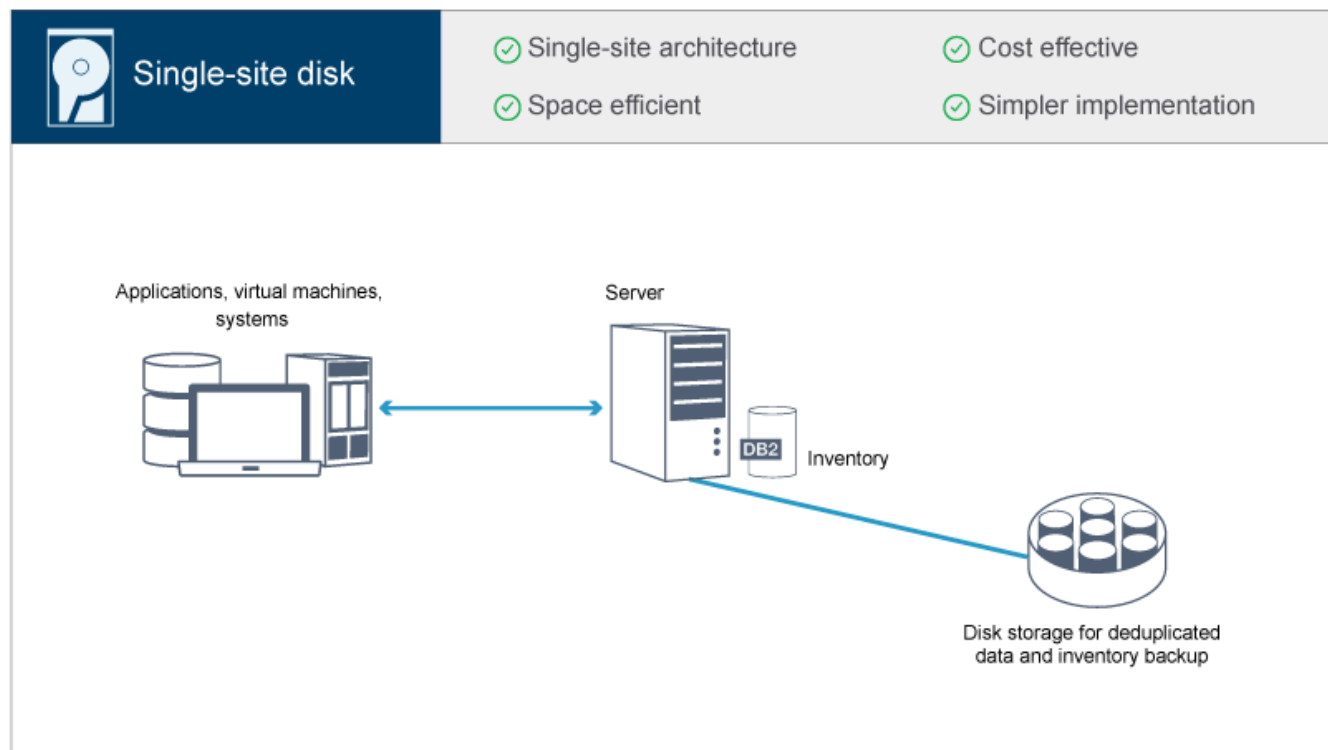 Single-site disk
Single-site architecture
Cost effective
Space efficient
Simpler implementation
Applications, virtual machines,
systems
Server
DB2
Inventory
Disk storage for deduplicated
data and inventory backup